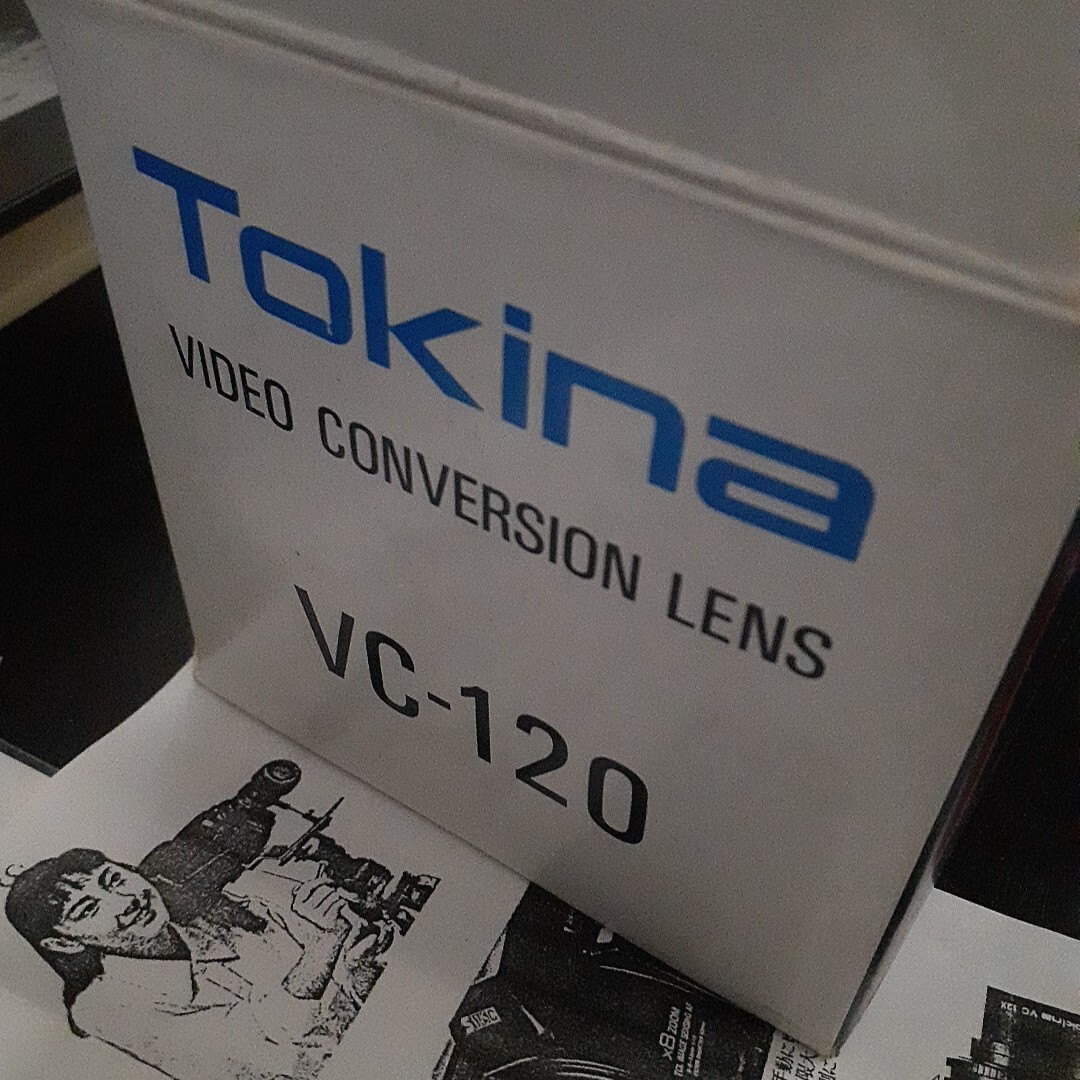 Tokina
VIDEO CONVERSION LENS
VC-120
x8 ZOOM